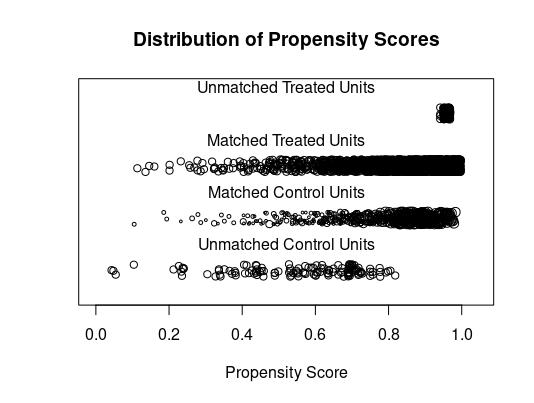 Distribution of Propensity Scores
Unmatched Treated Units
Matched Treated Units
Matched Control Units
Unmatched Control Units
0.0 0.2 0.4 0.6 0.8 1.0
Propensity Score